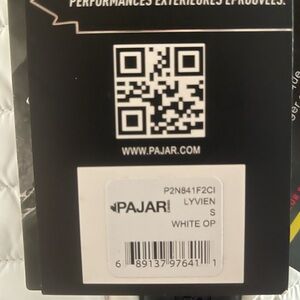 PERFORMANCES EXTÉRIEURES ÉPROUVÉES.
WWW.PAJAR.COM
P2N841F2CI
LYVIEN
PAJAR
S
WHITE OP
6 89137 97641 1